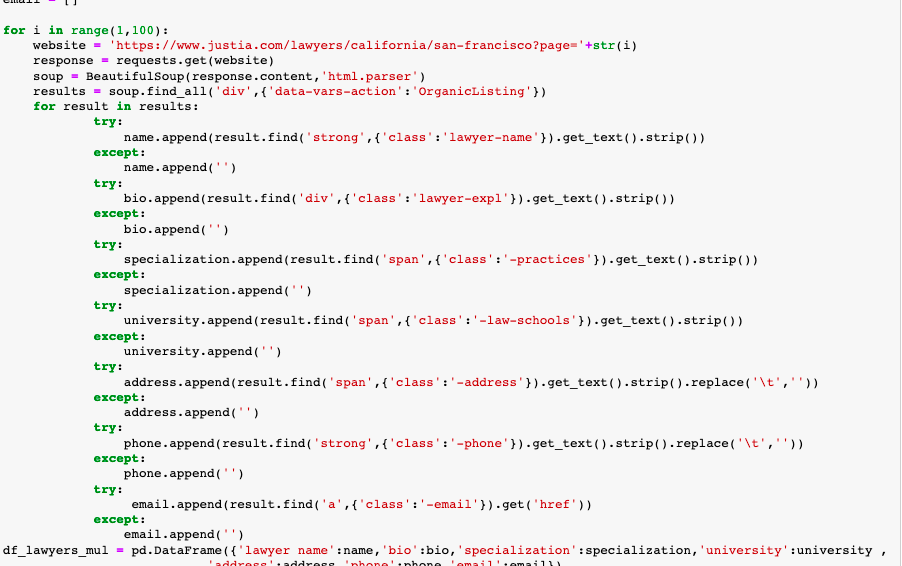 email = []
for i in range(1,100):
    website = 'https://www.justia.com/lawyers/california/san-francisco?page='+str(i)
    response = requests.get(website)
    soup = BeautifulSoup(response.content,'html.parser')
    results = soup.find_all('div',{'data-vars-action':'OrganicListing'})
    for result in results:
            try:
                name.append(result.find('strong',{'class':'lawyer-name'}).get_text().strip())
            except:
                name.append('')
            try:
                bio.append(result.find('div',{'class':'lawyer-expl'}).get_text().strip())
            except:
                bio.append('')
            try:
                specialization.append(result.find('span',{'class':'-practices'}).get_text().strip())
            except:
                specialization.append('')
            try:
                university.append(result.find('span',{'class':'-law-schools'}).get_text().strip())
            except:
                university.append('')
            try:
                address.append(result.find('span',{'class':'-address'}).get_text().strip().replace('\t',''))
            except:
                address.append('')
            try:
                phone.append(result.find('strong',{'class':'-phone'}).get_text().strip().replace('\t',''))
            except:
                phone.append('')
            try:
                 email.append(result.find('a',{'class':'-email'}).get('href'))
            except:
                email.append('')
df_lawyers_mul = pd.DataFrame({'lawyer name':name,'bio':bio,'specialization':specialization,'university':university ,
                           'address':address,'phone':phone,'email':email})